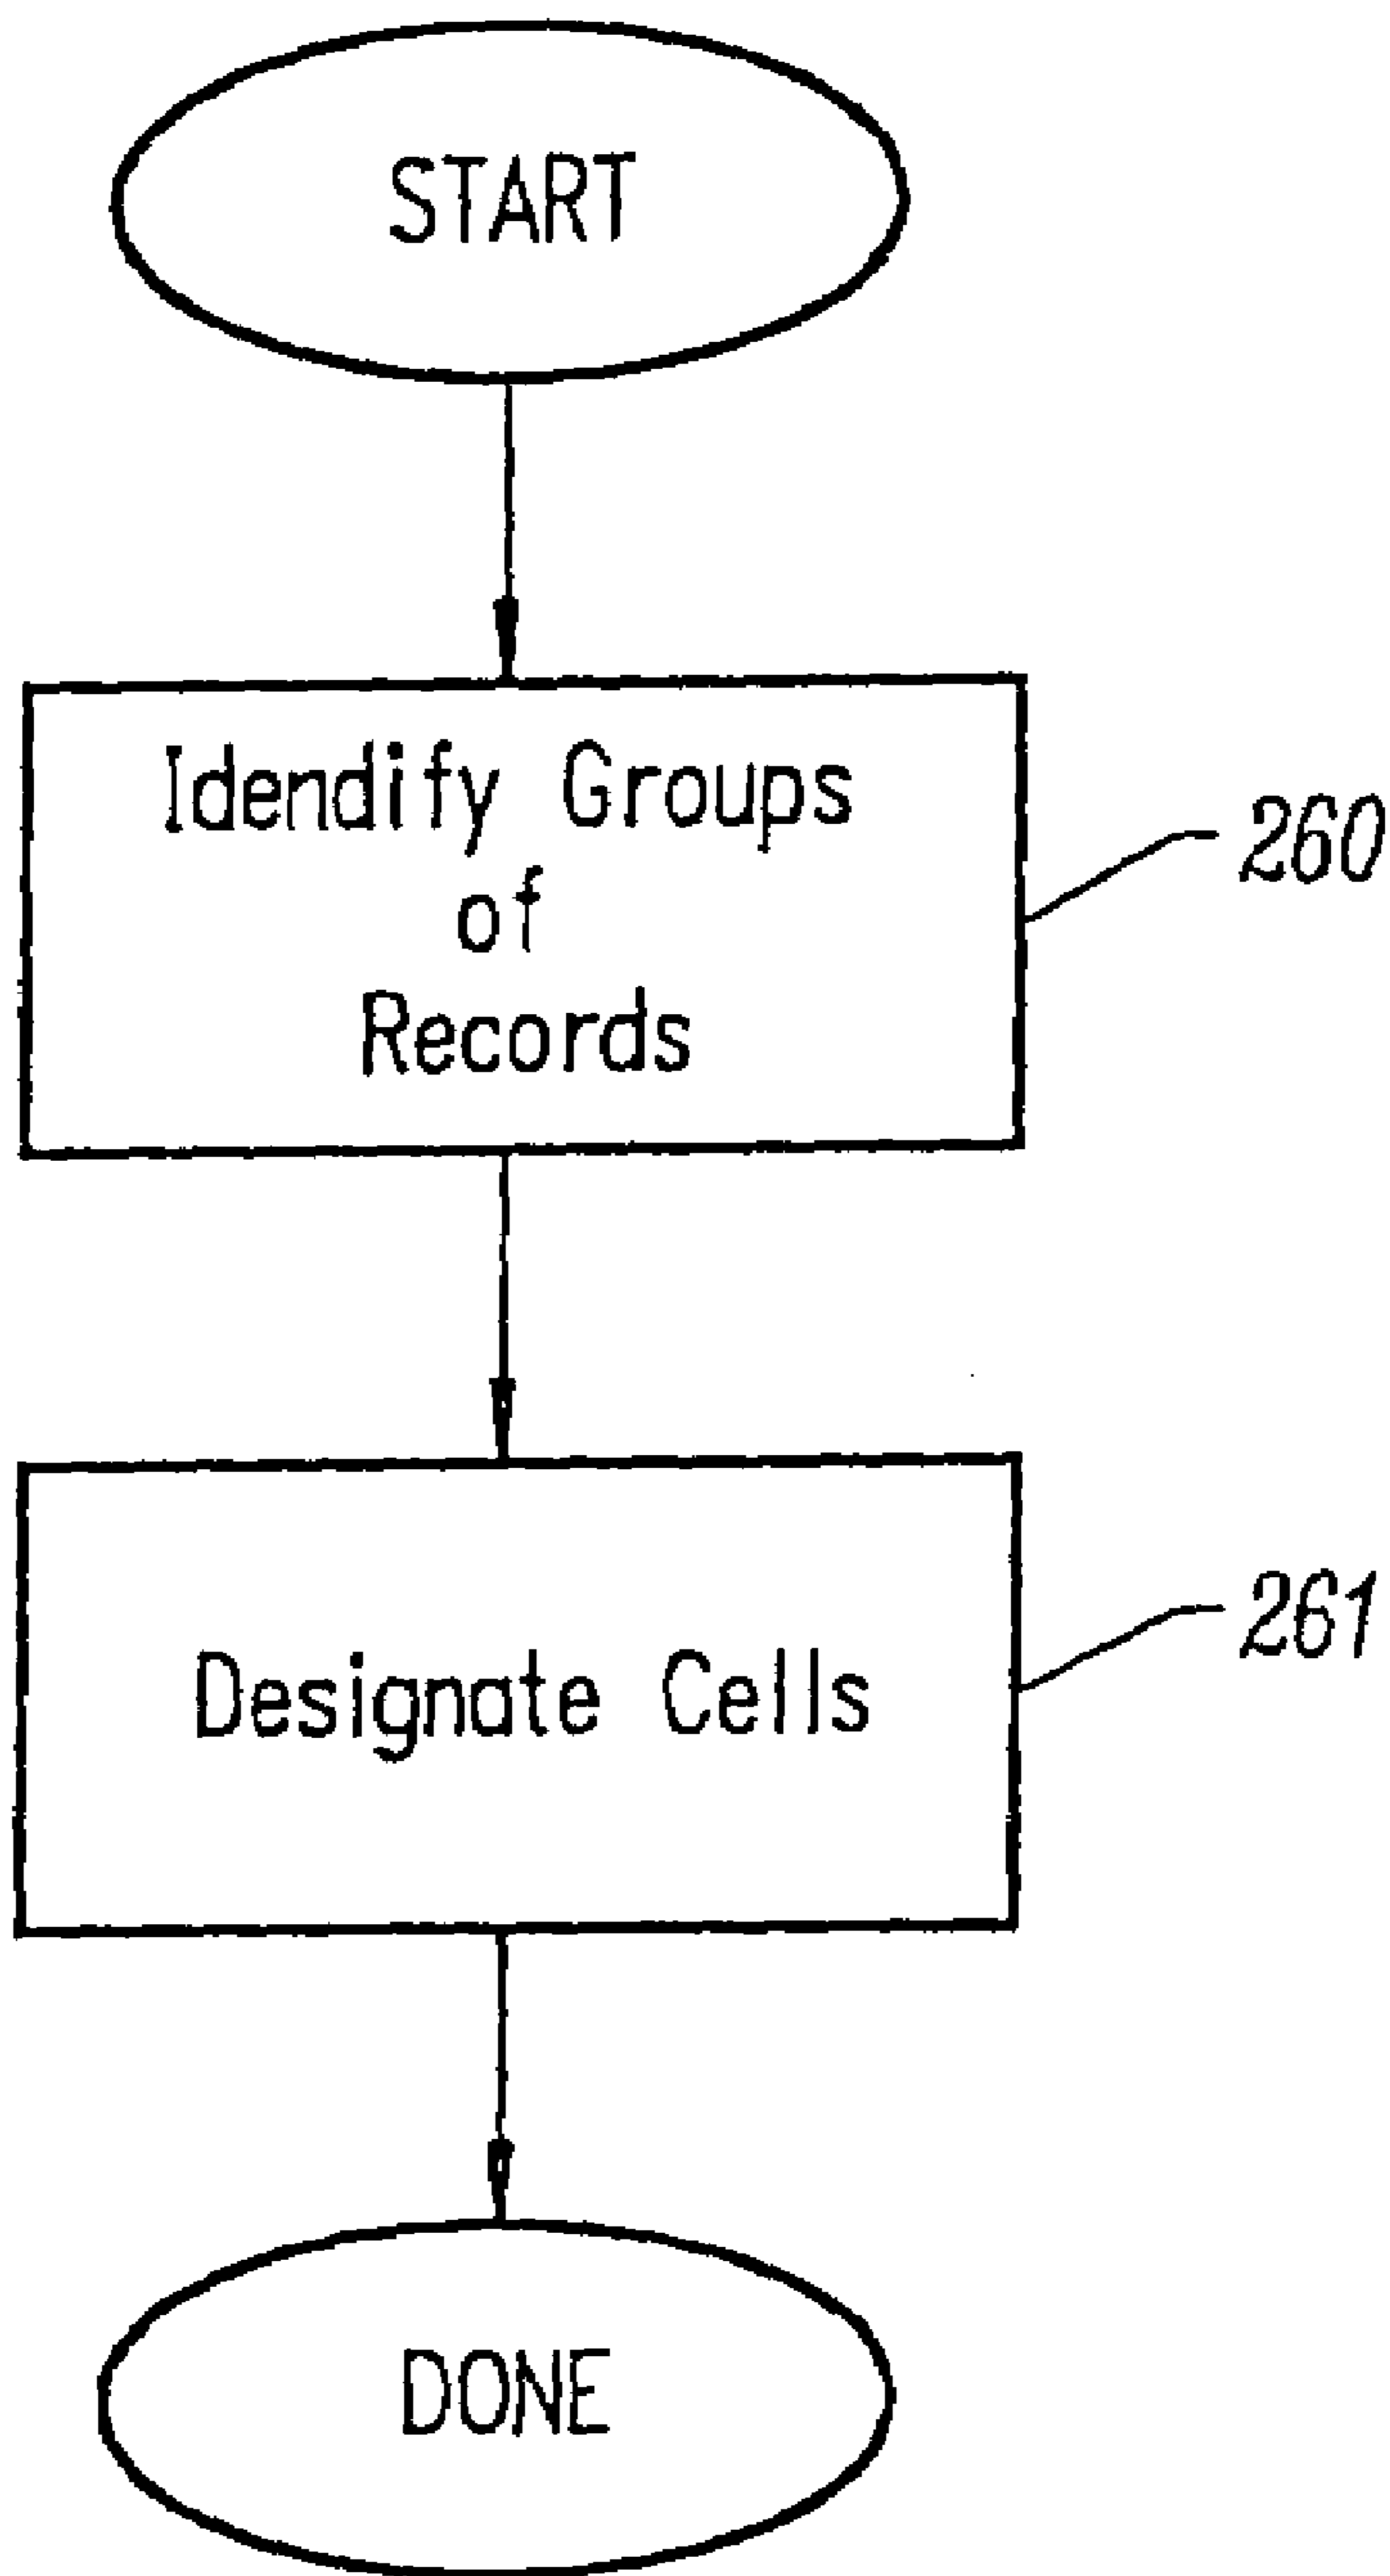 START
Idendify Groups
of
Records
260
Designate Cells
261
DONE